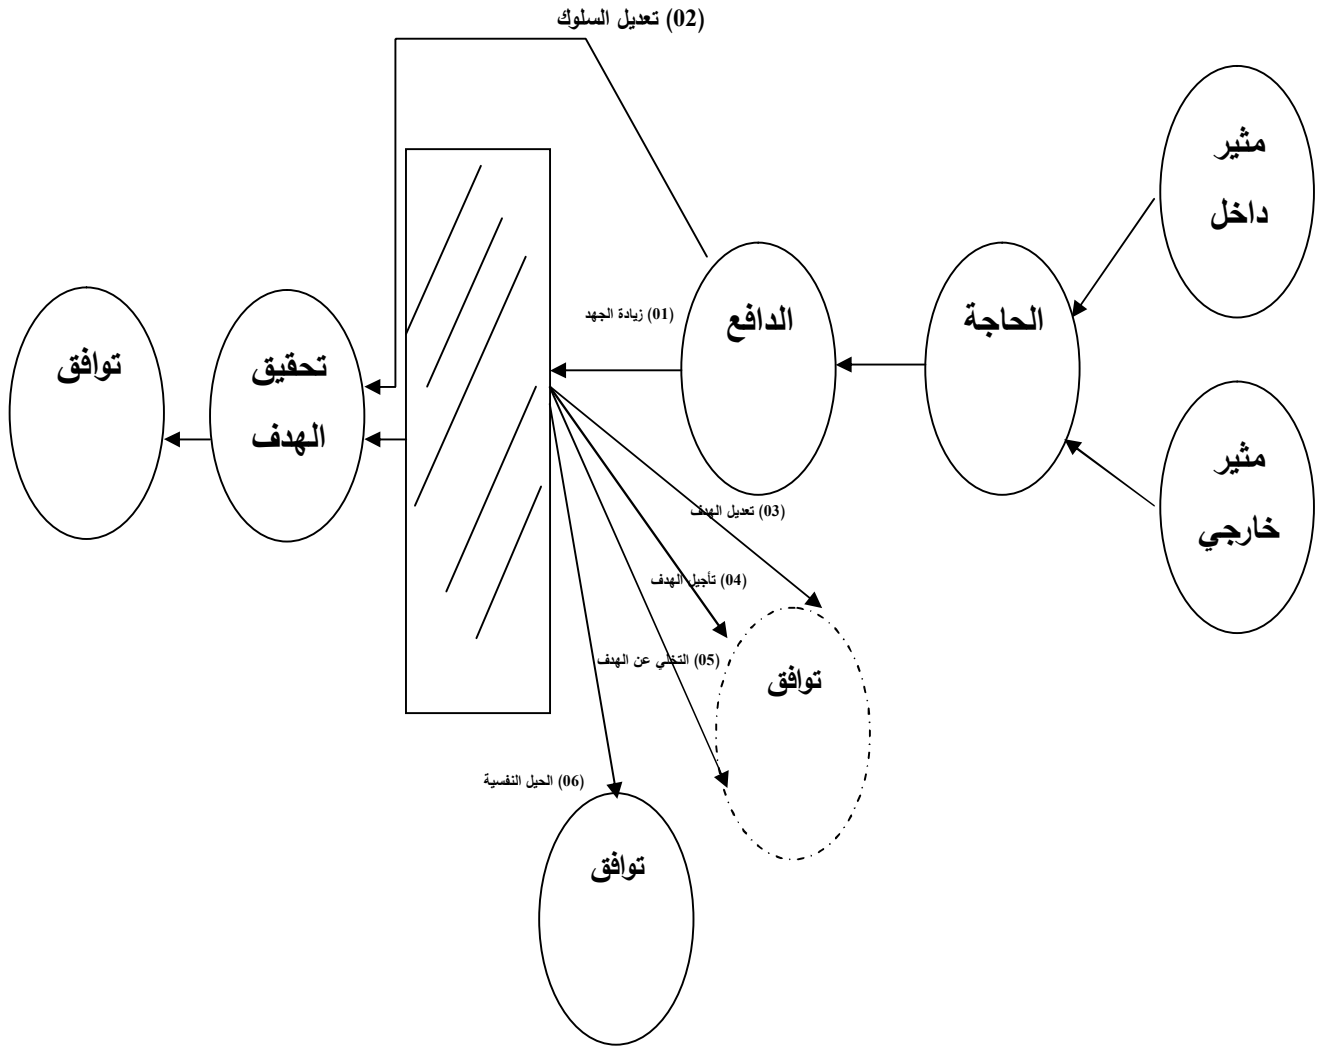 (02) تعديل السلوك
مثير
داخل
الحاجة
الدافع
(01) زيادة الجهد
تحقيق
الهدف
توافق
مثير
خارجي
(03) تعديل الهدف
(04) تأجيل الهدف
(05) التخلي عن الهدف
توافق
(06) الحيل النفسية
توافق